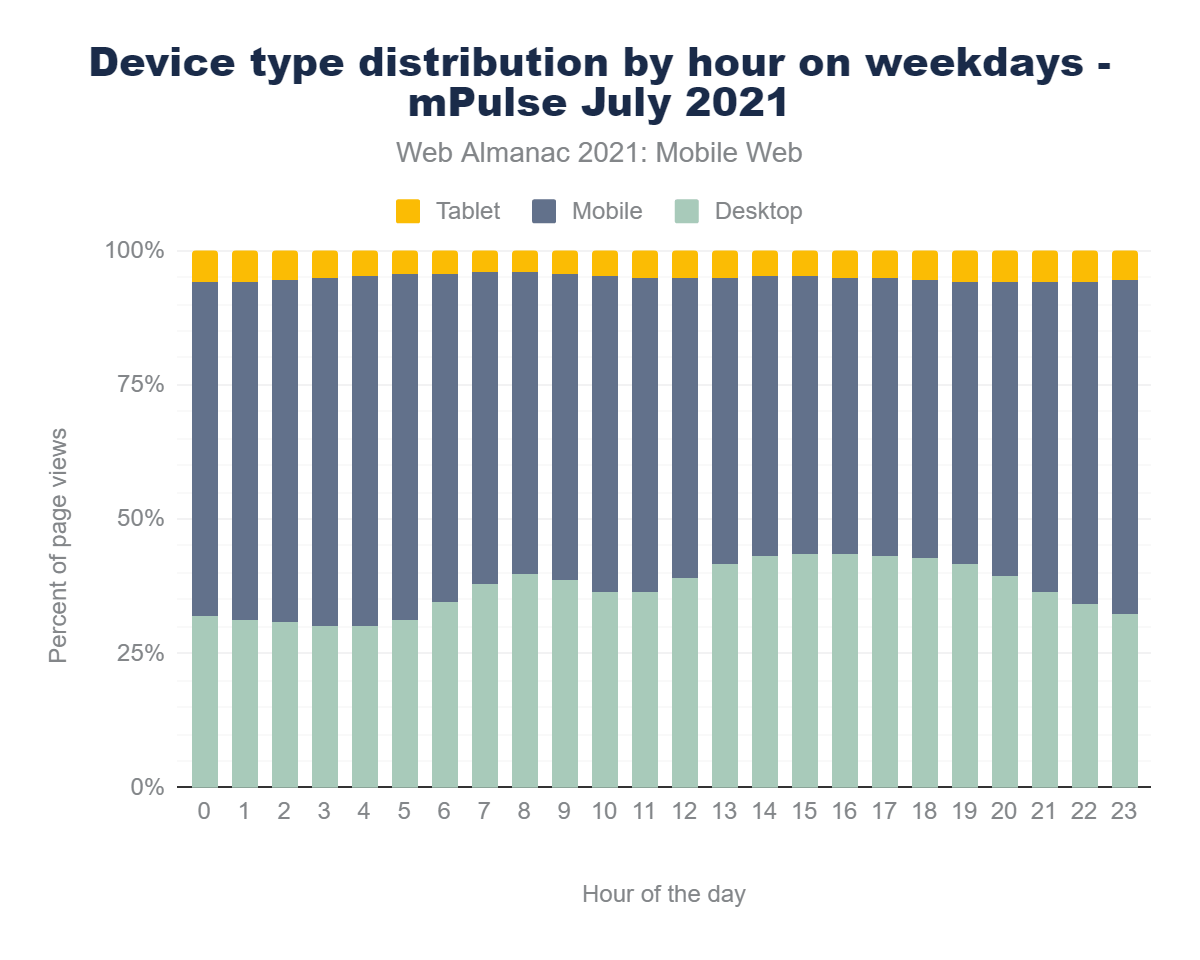 Device type distribution by hour on weekdays -
mPulse July 2021
Web Almanac 2021: Mobile Web
Tablet Mobile Desktop
100%
75%
50%
25%
0%
Percent of page views
0 1 2 3 4 5 6 7 8 9 10 11 12 13 14 15 16 17 18 19 20 21 22 23
Hour of the day